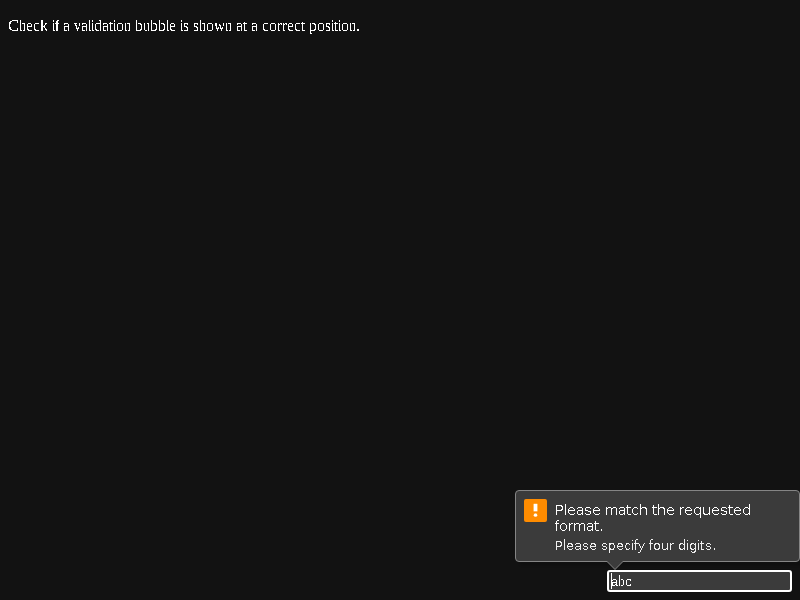 Check if a validation bubble is shown at a correct position.
Please match the requested
format.
Please specify four digits.
abc